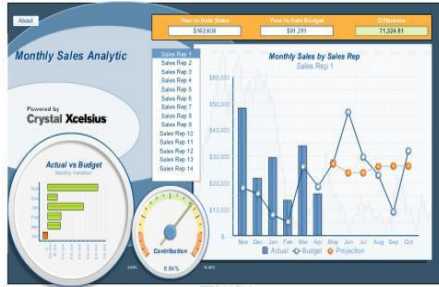 About
Year to Date Sales
Year to Date Budget
Difference
71,324.81
Monthly Sales Analytic
Sales Rep 1
Sales Rep 2
Sales Rep 3
Sales Rep 4
Sales Rep 5
Sales Rep 6
Sales Rep 7
Sales Rep 8
Sales Rep 9
Sales Rep 10
Sales Rep 11
Sales Rep 12
Sales Rep 13
Sales Rep 14
Monthly Sales by Sales Rep
Sales Rep 1
$60,000
$50,000
$40,000
$30,000
$20,000
$10,000
Nov Dec Jan Feb Mar Apr May Jun Jul Aug Sep Oct
Actual Budget Projection
Powered by
Crystal Xcelsius
Actual vs Budget
Monthly Variation
Contribution